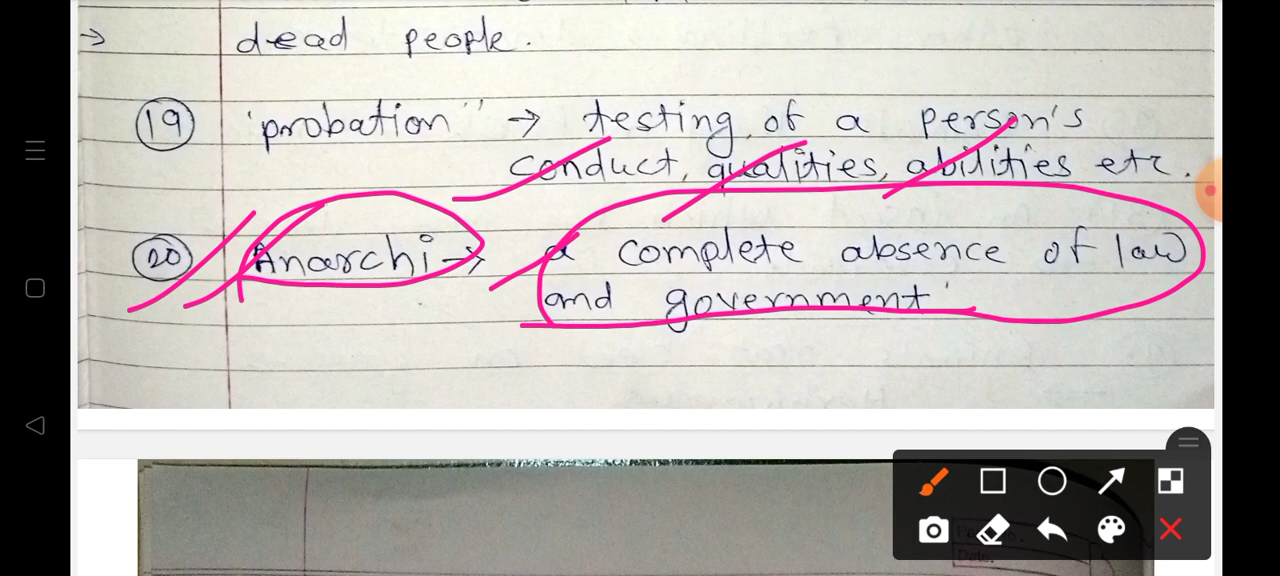 → dead people.
19 'probation'' → testing of a person's
conduct, qualities, abilities etc.
20 Anarchi → a complete absence of law
and government
Date: